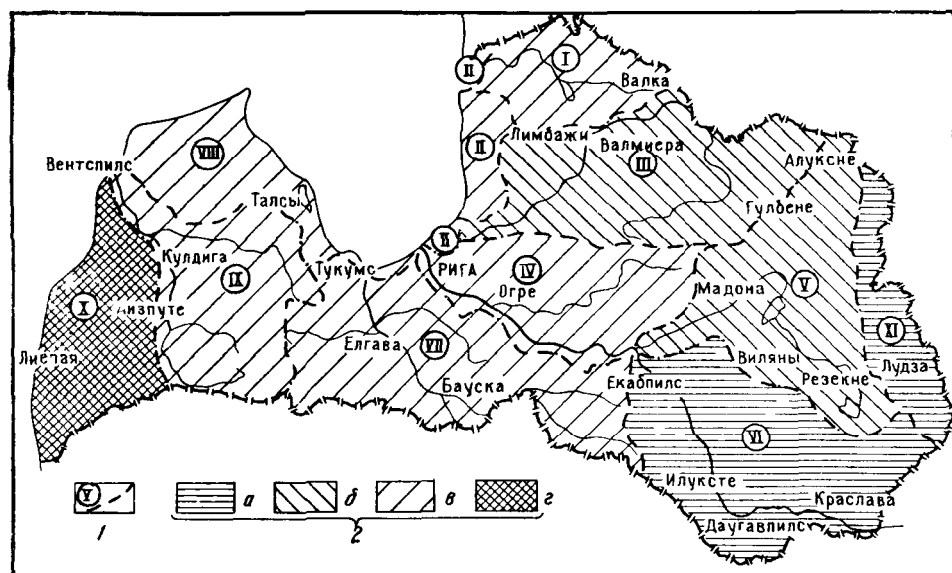 I
II
Валка
Лимбажи
II
Валмиера
III
VIII
Алуксне
Вентспилс
Талсы
Гулбене
II
Кулдига
Тукумс
РИГА
IV
IX
Огре
Мадона
V
X
Айзпуте
XI
Лиепая
Елгава
VII
Виляны
Лудза
Бауска
Екабпилс
Резекне
VI
Илуксте
Краслава
Даугавпилс
V
а
б
в
г
1
2